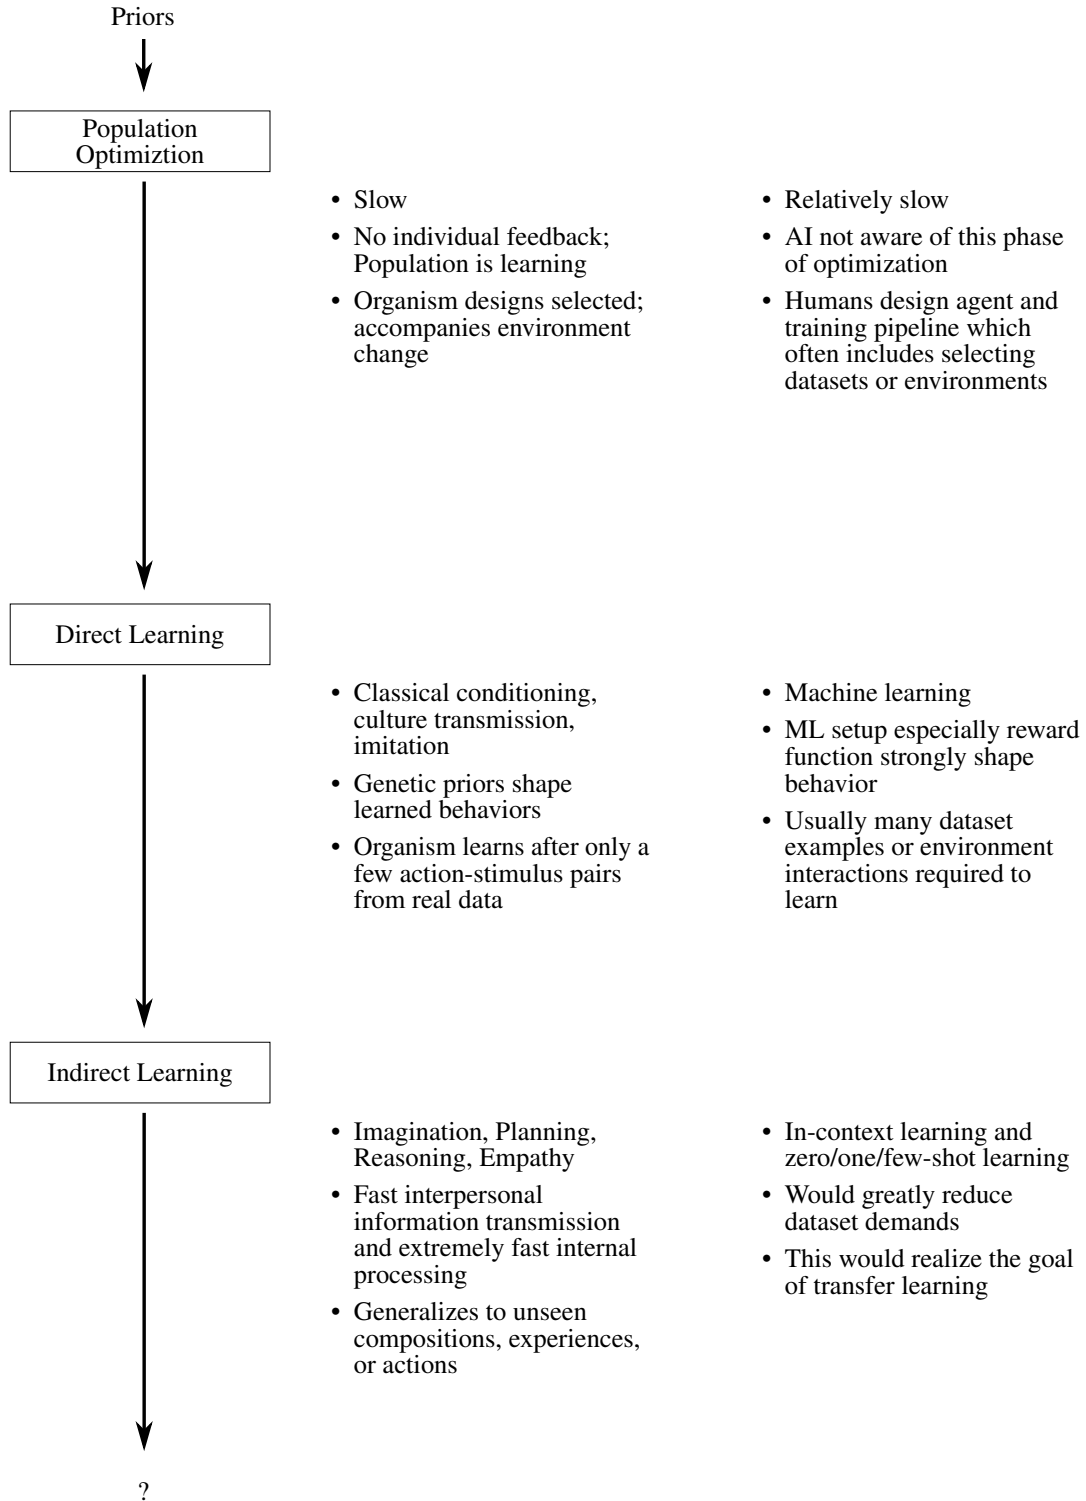 Priors
Population
Optimiztion
• Slow
• No individual feedback;
Population is learning
• Organism designs selected;
accompanies environment
change
• Relatively slow
• AI not aware of this phase
of optimization
• Humans design agent and
training pipeline which
often includes selecting
datasets or environments
Direct Learning
• Classical conditioning,
culture transmission,
imitation
• Genetic priors shape
learned behaviors
• Organism learns after only a
few action-stimulus pairs
from real data
• Machine learning
• ML setup especially reward
function strongly shape
behavior
• Usually many dataset
examples or environment
interactions required to
learn
Indirect Learning
• Imagination, Planning,
Reasoning, Empathy
• Fast interpersonal
information transmission
and extremely fast internal
processing
• Generalizes to unseen
compositions, experiences,
or actions
• In-context learning and
zero/one/few-shot learning
• Would greatly reduce
dataset demands
• This would realize the goal
of transfer learning
?